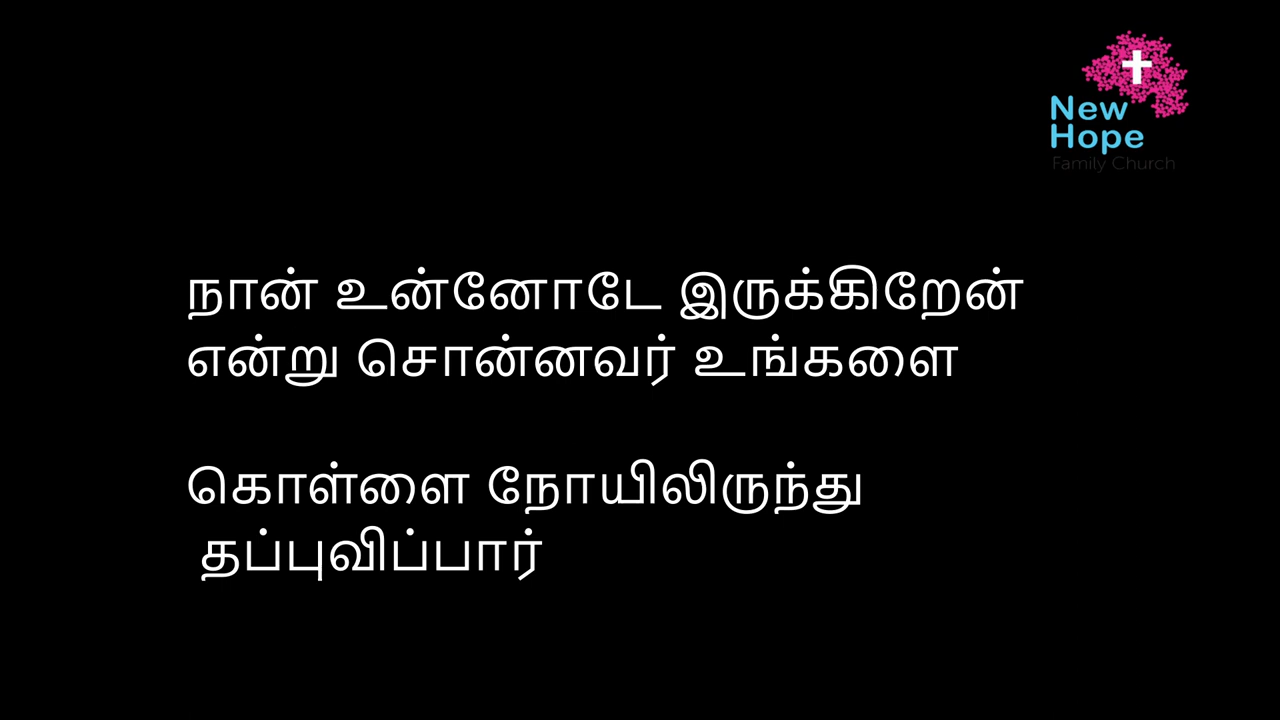 New
Hope
Family Church
நான் உன்னோடே இருக்கிறேன்
என்று சொன்னவர் உங்களை
கொள்ளை நோயிலிருந்து
தப்புவிப்பார்